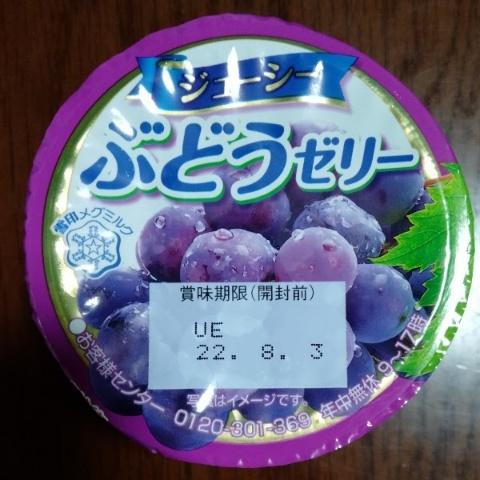 ジューシー
ぶどうゼリー
雪印メグミルク
賞味期限(開封前)
UE
22. 8. 3
写真はイメージです。
お客様センター 0120-301-369 年中無休 9〜17時